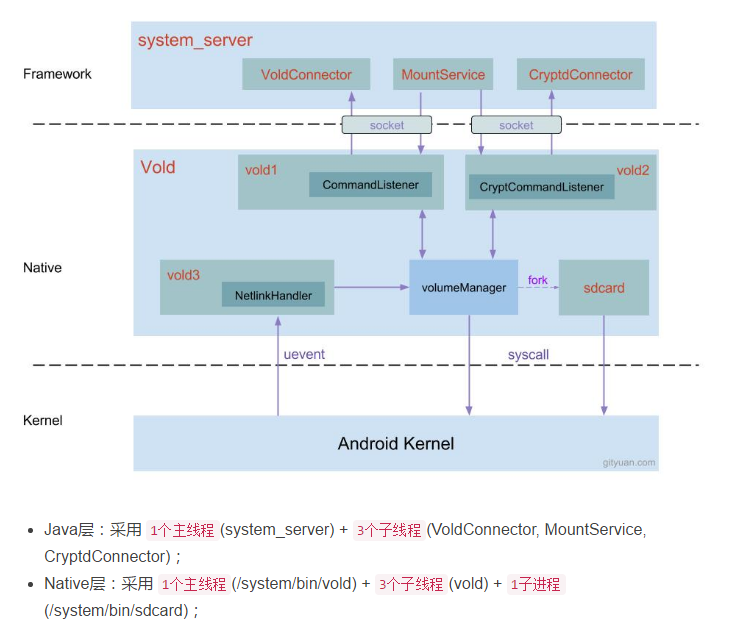 system_server
Framework
VoldConnector
MountService
CryptdConnector
socket
socket
Vold
vold1
CommandListener
vold2
CryptCommandListener
Native
vold3
NetlinkHandler
volumeManager
fork
sdcard
uevent
syscall
Kernel
Android Kernel
gityuan.com
• Java层：采用 1个主线程 (system_server) + 3个子线程 (VoldConnector, MountService,
CryptdConnector)；
• Native层：采用 1个主线程 (/system/bin/vold) + 3个子线程 (vold) + 1子进程
(/system/bin/sdcard)；